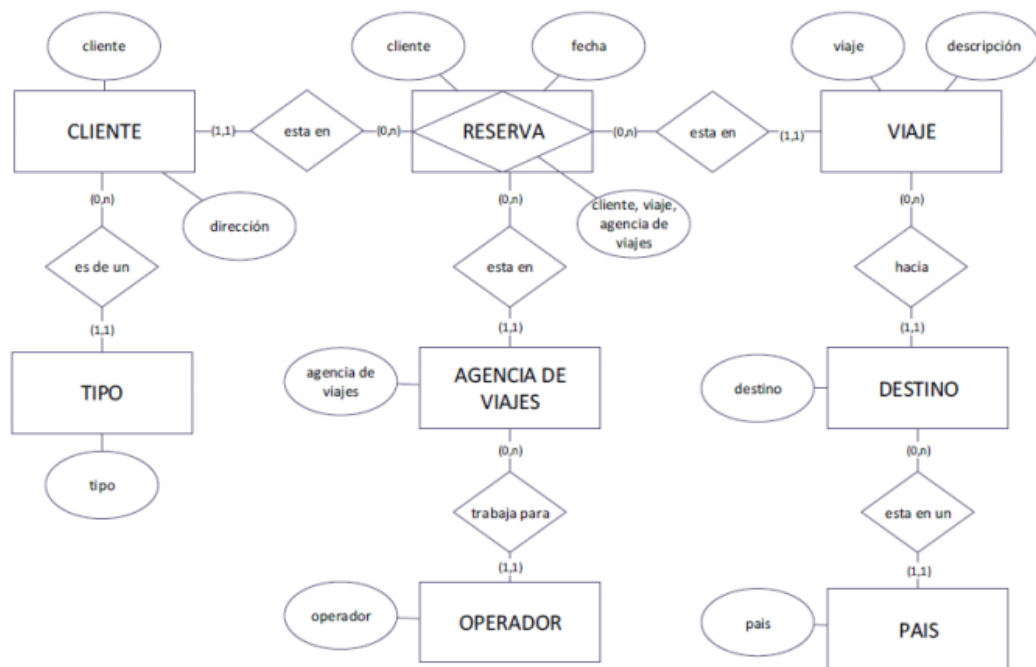 cliente
cliente
fecha
viaje
descripción
CLIENTE
(1,1)
esta en
(0,n)
RESERVA
(0,n)
esta en
(1,1)
VIAJE
(0,n)
dirección
(0,n)
cliente, viaje,
agencia de
viajes
(0,n)
es de un
esta en
hacia
(1,1)
(1,1)
(1,1)
TIPO
agencia de
viajes
AGENCIA DE
VIAJES
destino
DESTINO
tipo
(0,n)
(0,n)
trabaja para
esta en un
(1,1)
(1,1)
operador
OPERADOR
pais
PAIS